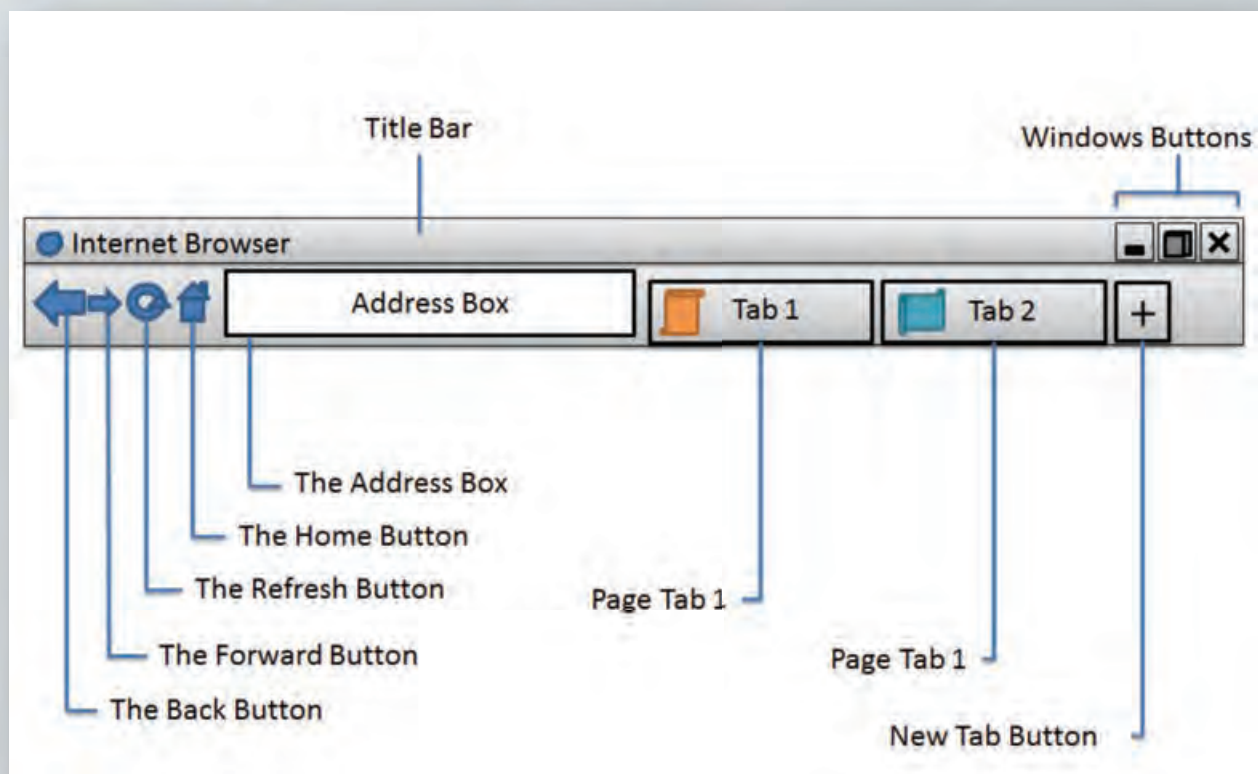 Title Bar
Windows Buttons
Internet Browser
Address Box
Tab 1
Tab 2
+
The Address Box
The Home Button
The Refresh Button
Page Tab 1
The Forward Button
Page Tab 1
The Back Button
New Tab Button